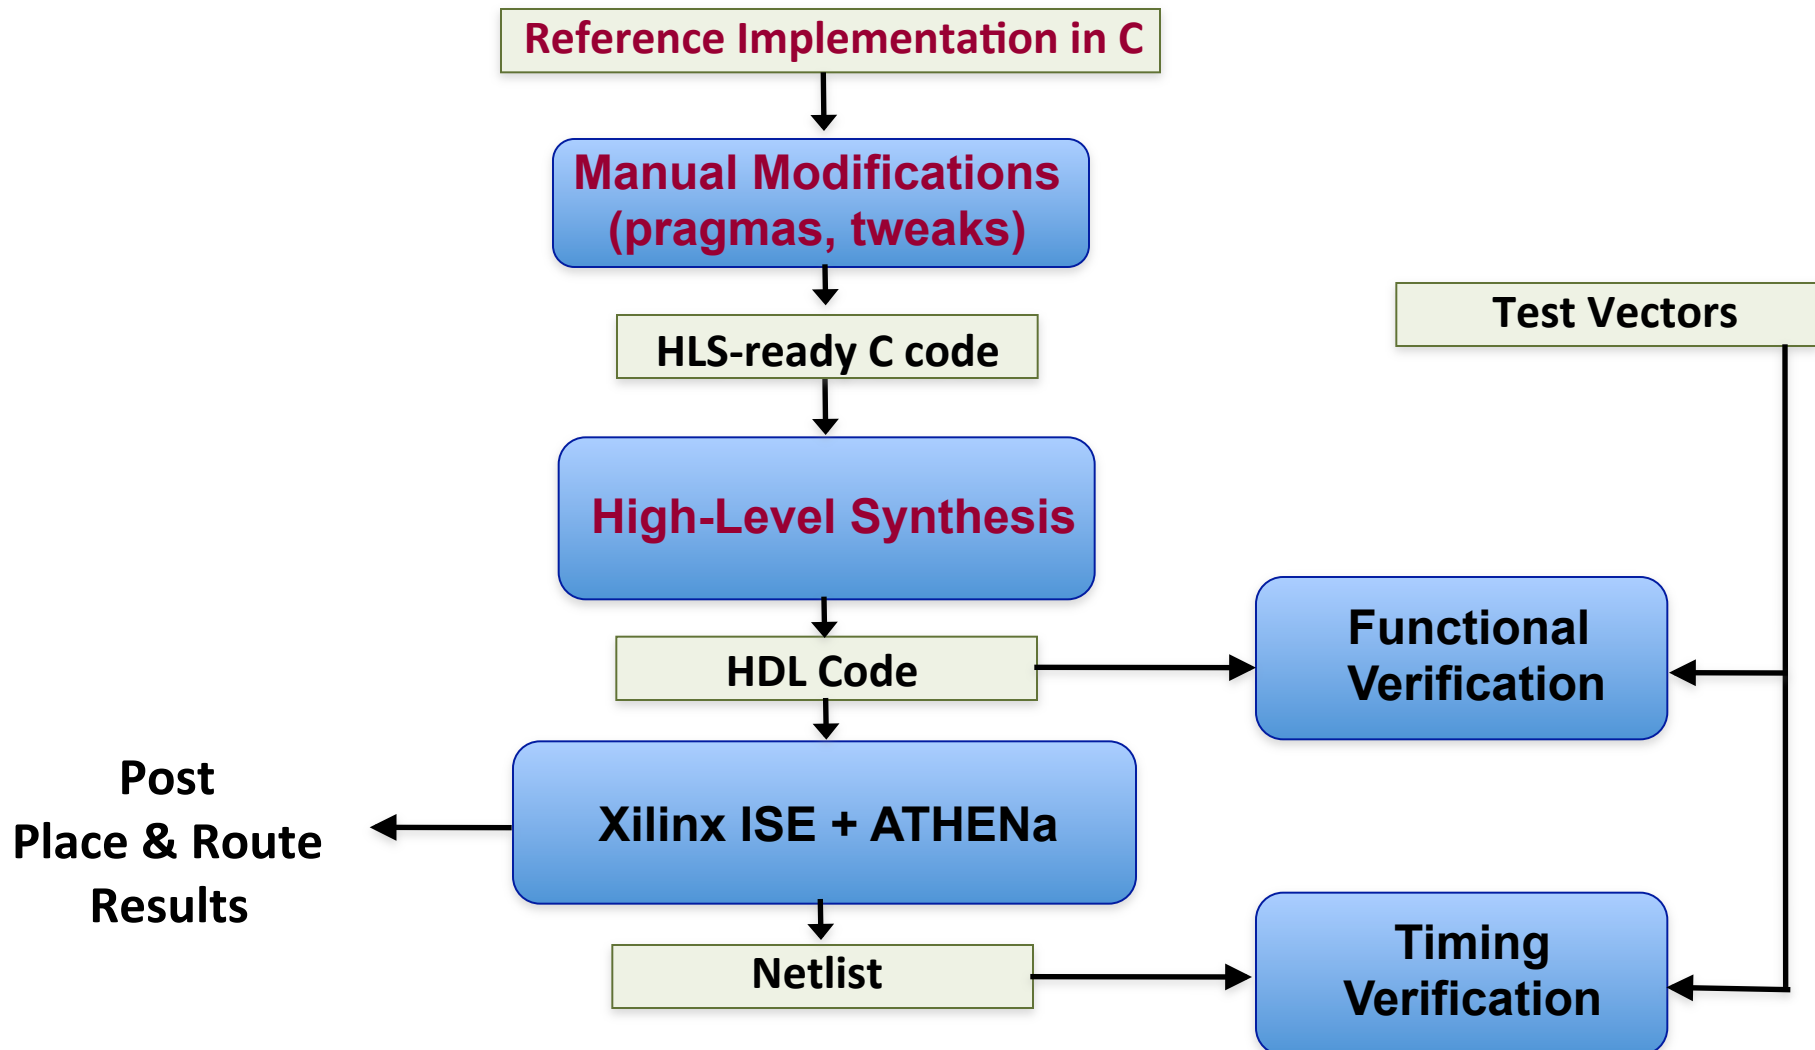 Reference Implementation in C
Manual Modifications
(pragmas, tweaks)
HLS-ready C code
Test Vectors
High-Level Synthesis
Functional
Verification
HDL Code
Post
Place & Route
Results
Xilinx ISE + ATHENa
Timing
Verification
Netlist